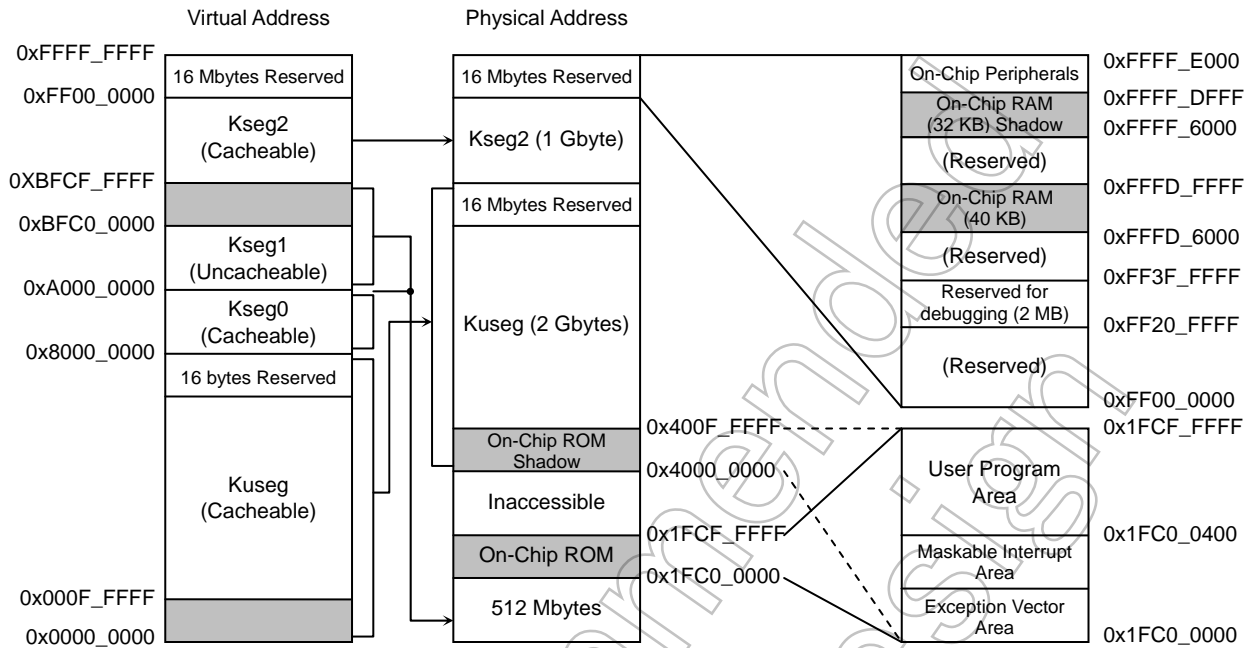 Virtual Address
Physical Address
0xFFFF_FFFF
0xFF00_0000
0XBFCF_FFFF
0xBFC0_0000
0xA000_0000
0x8000_0000
0x000F_FFFF
0x0000_0000
16 Mbytes Reserved
Kseg2
(Cacheable)
Kseg1
(Uncacheable)
Kseg0
(Cacheable)
16 bytes Reserved
Kuseg
(Cacheable)
16 Mbytes Reserved
Kseg2 (1 Gbyte)
16 Mbytes Reserved
Kuseg (2 Gbytes)
On-Chip ROM
Shadow
Inaccessible
On-Chip ROM
512 Mbytes
0x400F_FFFF
0x4000_0000
0x1FCF_FFFF
0x1FC0_0000
On-Chip Peripherals
On-Chip RAM
(32 KB) Shadow
(Reserved)
On-Chip RAM
(40 KB)
(Reserved)
Reserved for
debugging (2 MB)
(Reserved)
0xFFFF_E000
0xFFFF_DFFF
0xFFFF_6000
0xFFFD_FFFF
0xFFFD_6000
0xFF3F_FFFF
0xFF20_FFFF
0xFF00_0000
User Program
Area
Maskable Interrupt
Area
Exception Vector
Area
0x1FCF_FFFF
0x1FC0_0400
0x1FC0_0000